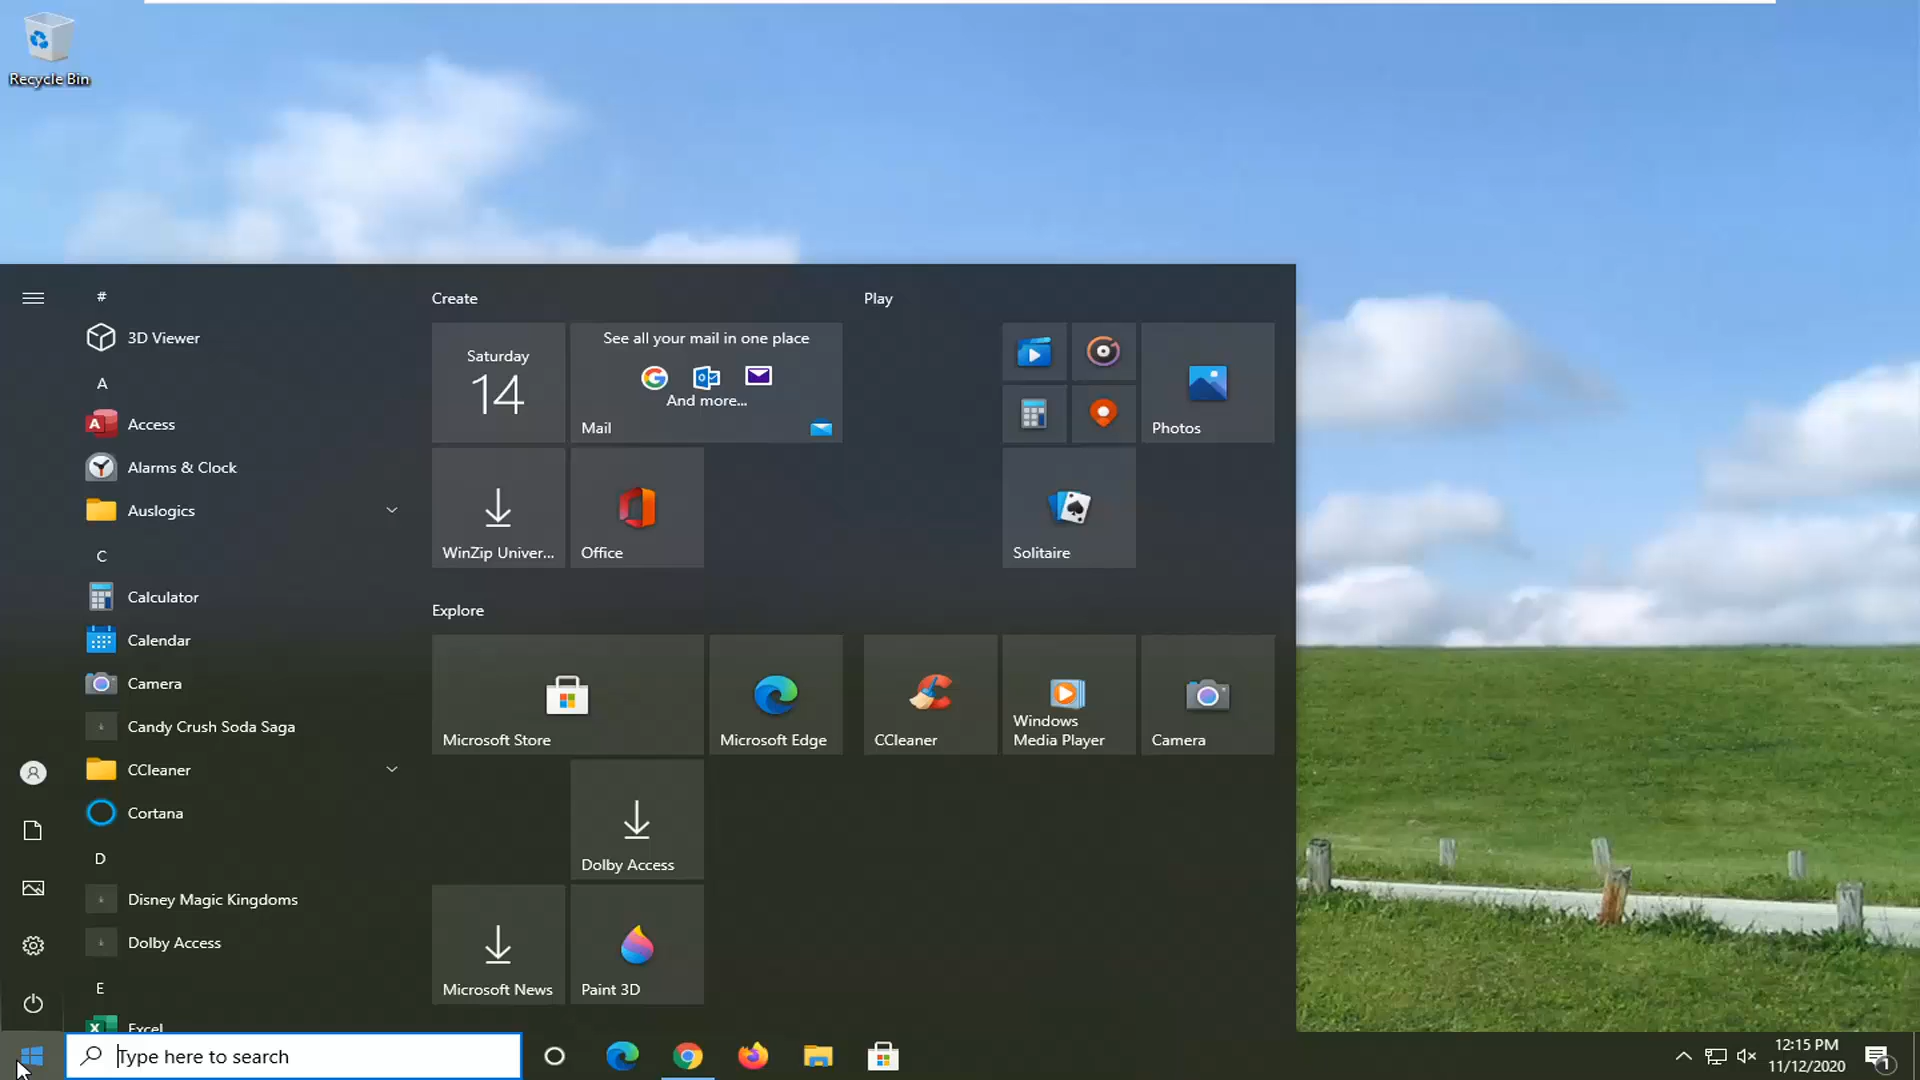 Recycle Bin
#
3D Viewer
A
Access
Alarms & Clock
Auslogics
C
Calculator
Calendar
Camera
Candy Crush Soda Saga
CCleaner
Cortana
D
Disney Magic Kingdoms
Dolby Access
E
Excel
Create
Saturday
14
See all your mail in one place
And more...
Mail
WinZip Univer...
Office
Explore
Microsoft Store
Microsoft Edge
Dolby Access
Microsoft News
Paint 3D
Play
Photos
Solitaire
CCleaner
Windows
Media Player
Camera
Type here to search
12:15 PM
11/12/2020
1